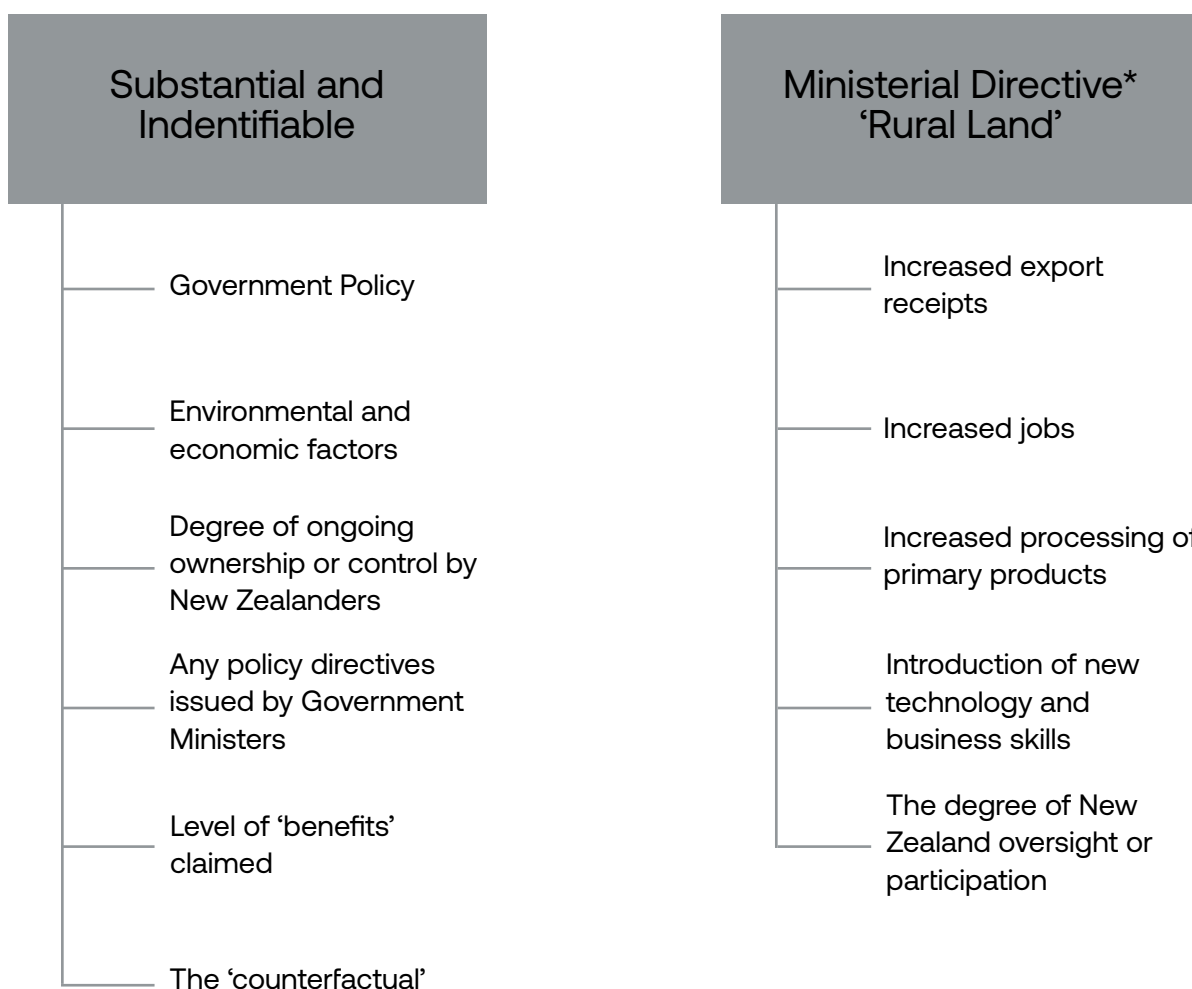 Substantial and
Indentifiable
Government Policy
Environmental and
economic factors
Degree of ongoing
ownership or control by
New Zealanders
Any policy directives
issued by Government
Ministers
Level of ‘benefits’
claimed
The ‘counterfactual’
Ministerial Directive*
‘Rural Land’
Increased export
receipts
Increased jobs
Increased processing of
primary products
Introduction of new
technology and
business skills
The degree of New
Zealand oversight or
participation